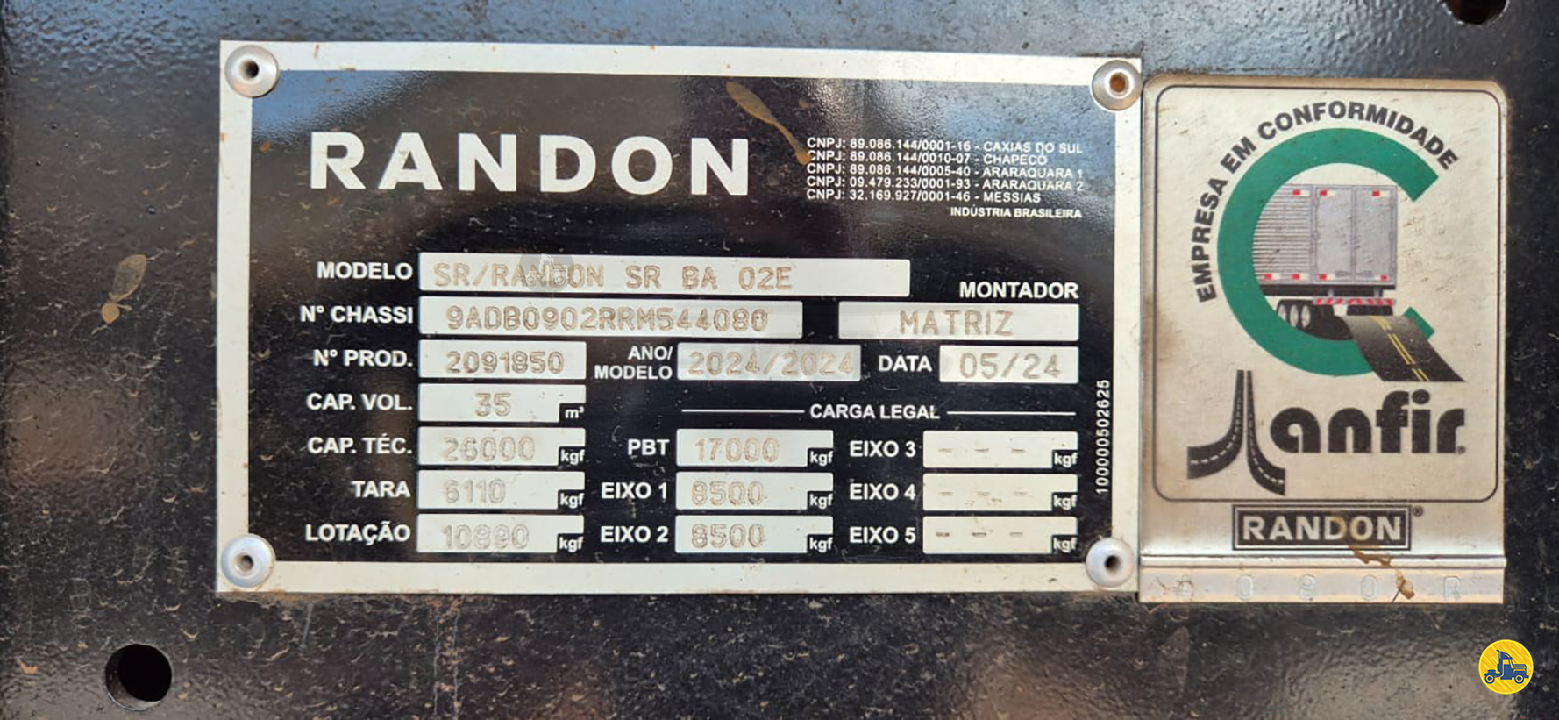 RANDON
CNPJ: 89.086.144/0001-16 - CAXIAS DO SUL
CNPJ: 89.086.144/0010-07 - CHAPECÓ
CNPJ: 89.086.144/0005-40 - ARARAQUARA 1
CNPJ: 09.479.233/0001-93 - ARARAQUARA 2
CNPJ: 32.169.927/0001-46 - MESSIAS
INDÚSTRIA BRASILEIRA
MODELO SR/RANDON SR BA 02E
MONTADOR
Nº CHASSI 9ADB0902RRM544080 MATRIZ
Nº PROD. 2091850 ANO/MODELO 2024/2024 DATA 05/24
CAP. VOL. 35 m³ CARGA LEGAL
CAP. TÉC. 26000 kgf PBT 17000 kgf EIXO 3 - - - kgf
TARA 6110 kgf EIXO 1 8500 kgf EIXO 4 - - - kgf
LOTAÇÃO 10890 kgf EIXO 2 8500 kgf EIXO 5 - - - kgf
1000000502625
EMPRESA EM CONFORMIDADE
anfir
RANDON®